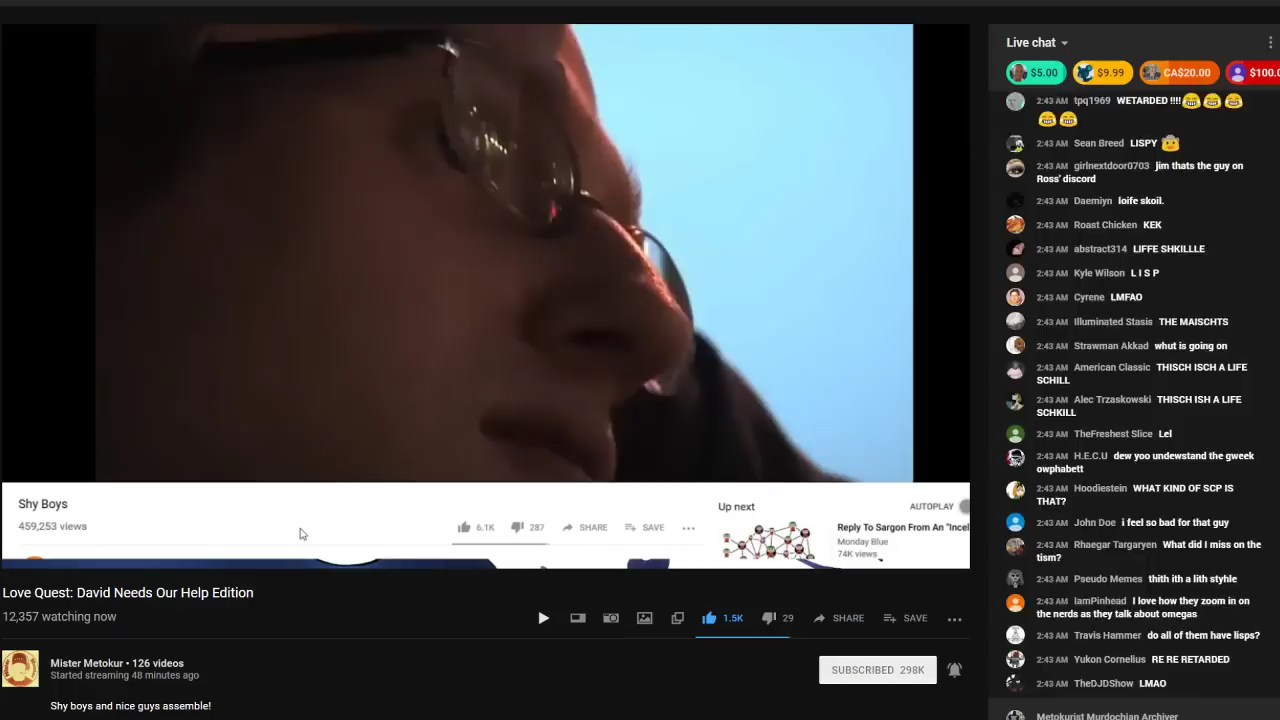 Live chat
$5.00
$9.99
CA$20.00
$100.0
2:43 AM tpq1969 WETARDED !!!!
2:43 AM Sean Breed LISPY
2:43 AM girlnextdoor0703 Jim thats the guy on
Ross' discord
2:43 AM Daemiyn loife skoil.
2:43 AM Roast Chicken KEK
2:43 AM abstract314 LIFFE SHKILLLE
2:43 AM Kyle Wilson L I S P
2:43 AM Cyrene LMFAO
2:43 AM Illuminated Stasis THE MAISCHTS
2:43 AM Strawman Akkad whut is going on
2:43 AM American Classic THISCH ISCH A LIFE
SCHILL
2:43 AM Alec Trzaskowski THISCH ISH A LIFE
SCHKILL
2:43 AM TheFreshest Slice Lel
2:43 AM H.E.C.U dew yoo undewstand the gweek
owphabett
2:43 AM Hoodiestein WHAT KIND OF SCP IS
THAT?
2:43 AM John Doe i feel so bad for that guy
2:43 AM Rhaegar Targaryen What did I miss on the
tism?
2:43 AM Pseudo Memes thith ith a lith styhle
2:43 AM IamPinhead I love how they zoom in on
the nerds as they talk about omegas
2:43 AM Travis Hammer do all of them have lisps?
2:43 AM Yukon Cornelius RE RE RETARDED
2:43 AM TheDJDShow LMAO
Metokurist Murdochian Archiver
Shy Boys
459,253 views
6.1K 287 SHARE SAVE
Up next AUTOPLAY
Reply To Sargon From An "Incel
Monday Blue
74K views
Love Quest: David Needs Our Help Edition
12,357 watching now
1.5K 29 SHARE SAVE
Mister Metokur • 126 videos
Started streaming 48 minutes ago
SUBSCRIBED 298K
Shy boys and nice guys assemble!